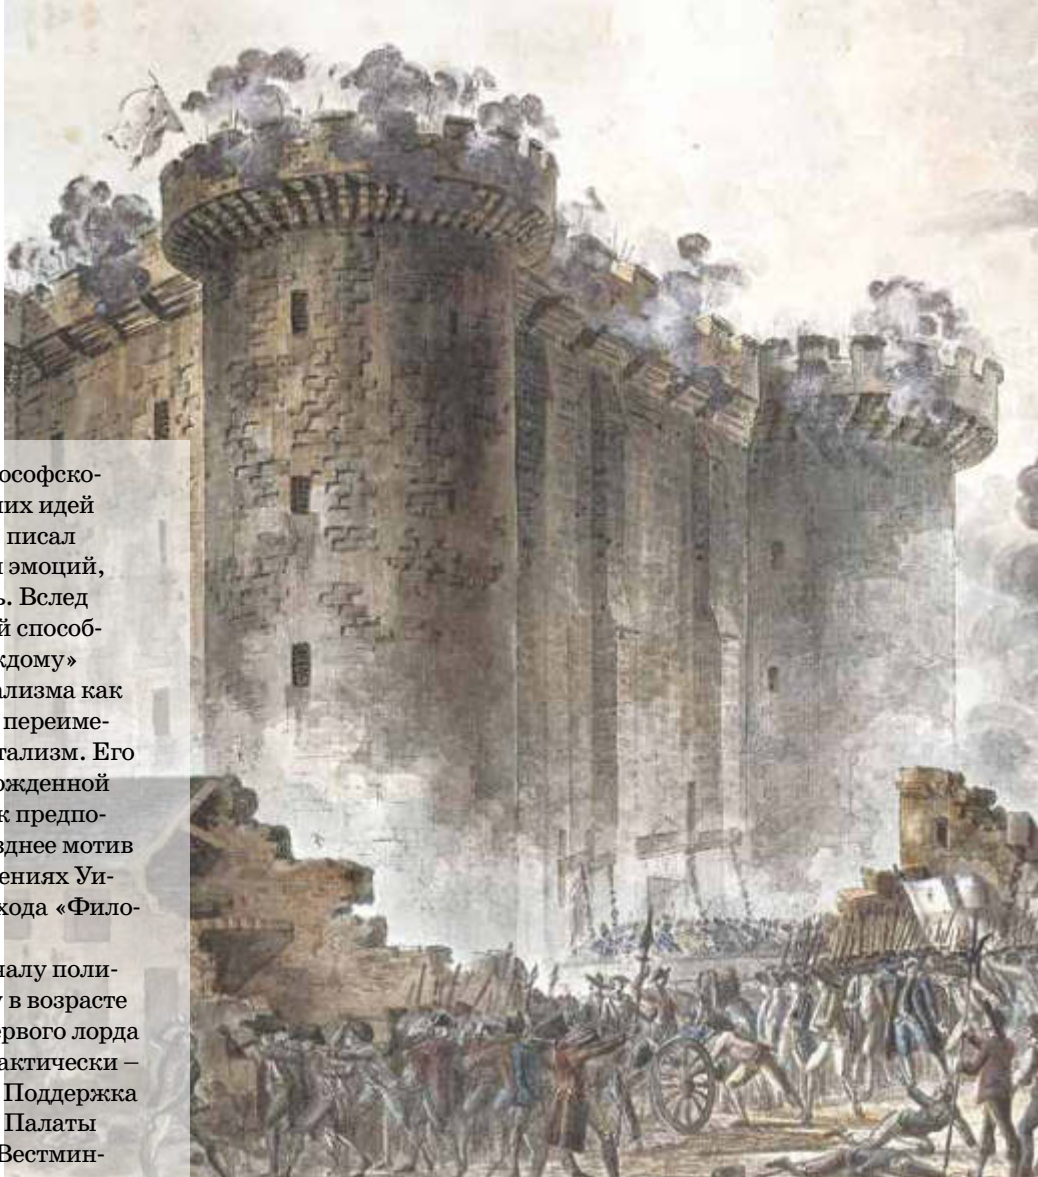 ософско-
них идей
писал
эмоций,
ь. Вслед
й способ-
ждому»
ализма как
переиме-
тализм. Его
ожденной
к предпо-
зднее мотив
ениях Уи-
хода «Фило-
налу поли-
у в возрасте
ервого лорда
актически –
Поддержка
Палаты
Вестмин-